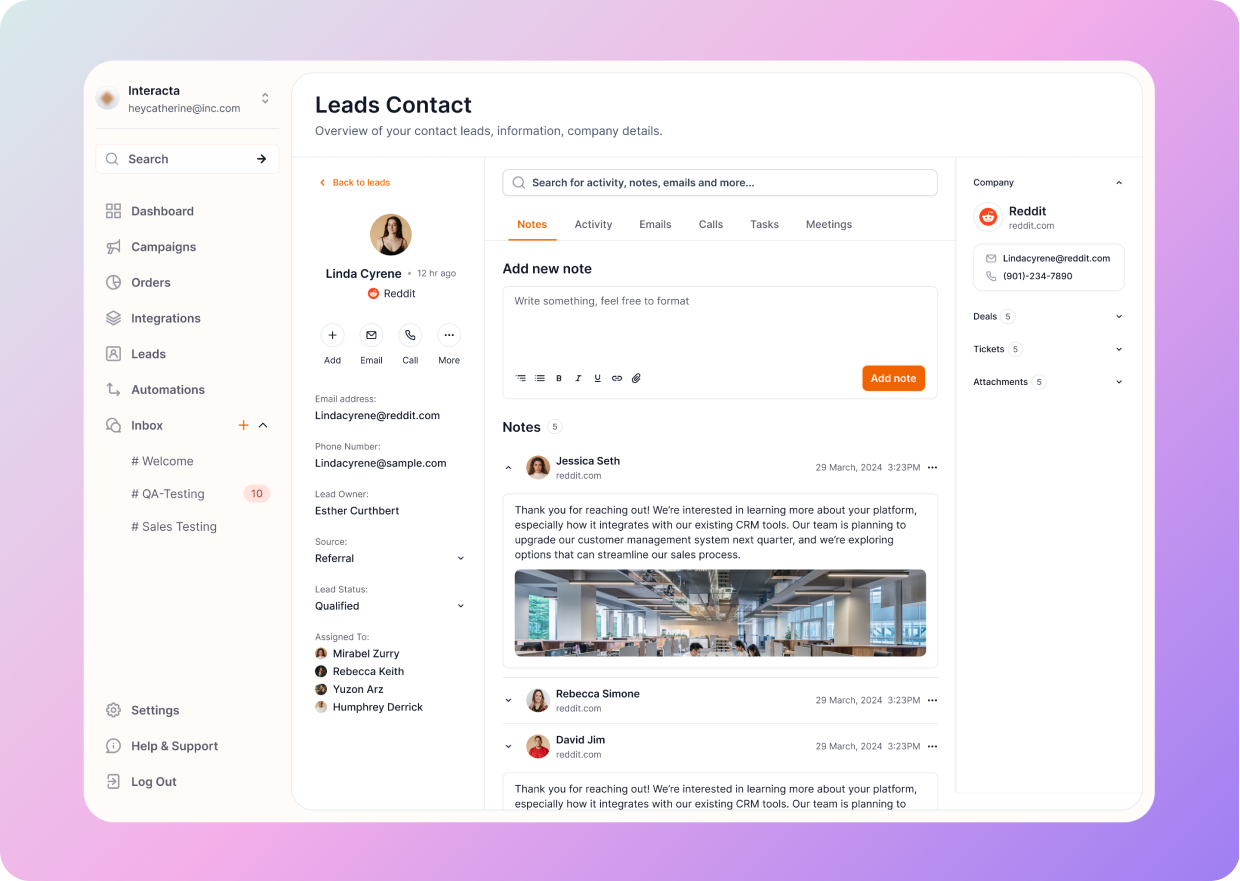 Interacta
heycatherine@inc.com
Search
Dashboard
Campaigns
Orders
Integrations
Leads
Automations
Inbox
# Welcome
# QA-Testing 10
# Sales Testing
Settings
Help & Support
Log Out
Leads Contact
Overview of your contact leads, information, company details.
Back to leads
Linda Cyrene • 12 hr ago
Reddit
Add Email Call More
Email address:
Lindacyrene@reddit.com
Phone Number:
Lindacyrene@sample.com
Lead Owner:
Esther Curthbert
Source:
Referral
Lead Status:
Qualified
Assigned To:
Mirabel Zurry
Rebecca Keith
Yuzon Arz
Humphrey Derrick
Search for activity, notes, emails and more...
Notes Activity Emails Calls Tasks Meetings
Add new note
Write something, feel free to format
B I U
Add note
Notes 5
Jessica Seth
reddit.com
29 March, 2024 3:23PM
Thank you for reaching out! We’re interested in learning more about your platform,
especially how it integrates with our existing CRM tools. Our team is planning to
upgrade our customer management system next quarter, and we’re exploring
options that can streamline our sales process.
Rebecca Simone
reddit.com
29 March, 2024 3:23PM
David Jim
reddit.com
29 March, 2024 3:23PM
Thank you for reaching out! We’re interested in learning more about your platform,
especially how it integrates with our existing CRM tools. Our team is planning to
Company
Reddit
reddit.com
Lindacyrene@reddit.com
(901)-234-7890
Deals 5
Tickets 5
Attachments 5